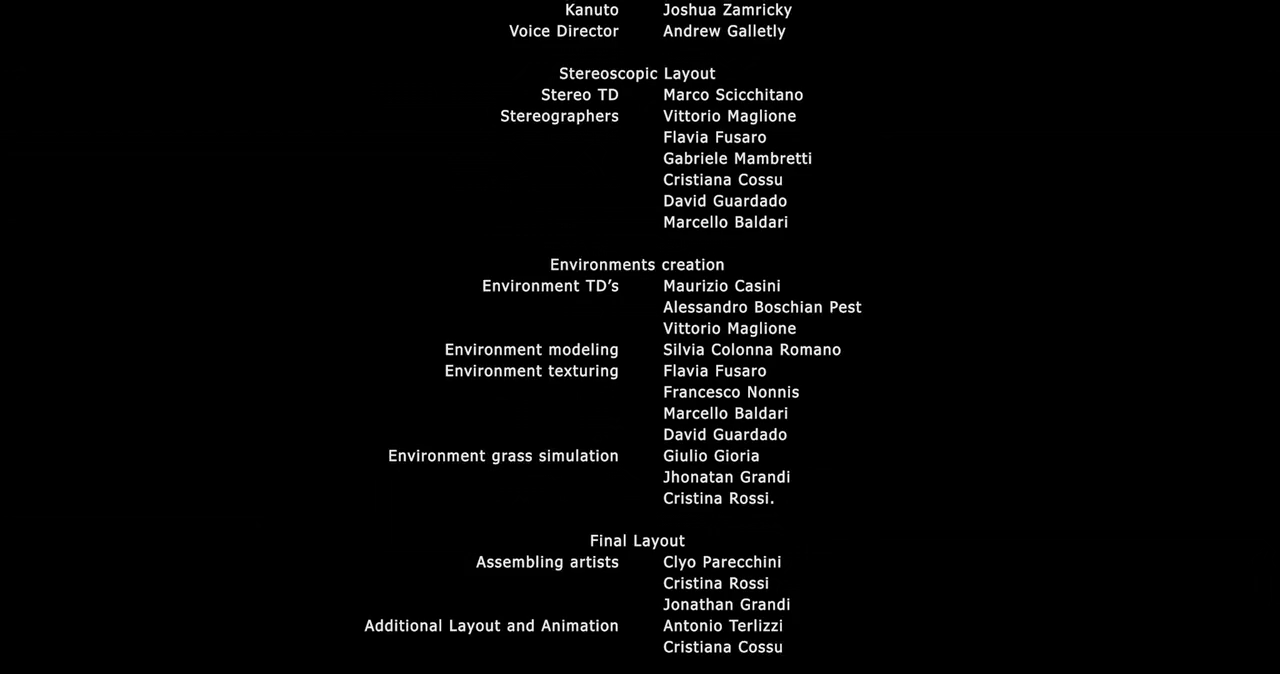 Kanuto Joshua Zamricky
Voice Director Andrew Galletly
Stereoscopic Layout
Stereo TD Marco Scicchitano
Stereographers Vittorio Maglione
Flavia Fusaro
Gabriele Mambretti
Cristiana Cossu
David Guardado
Marcello Baldari
Environments creation
Environment TD’s Maurizio Casini
Alessandro Boschian Pest
Vittorio Maglione
Environment modeling Silvia Colonna Romano
Environment texturing Flavia Fusaro
Francesco Nonnis
Marcello Baldari
David Guardado
Environment grass simulation Giulio Gioria
Jhonatan Grandi
Cristina Rossi.
Final Layout
Assembling artists Clyo Parecchini
Cristina Rossi
Jonathan Grandi
Additional Layout and Animation Antonio Terlizzi
Cristiana Cossu